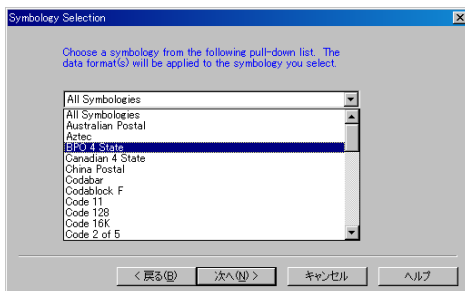 Symbology Selection
Choose a symbology from the following pull-down list. The
data format(s) will be applied to the symbology you select.
All Symbologies
All Symbologies
Australian Postal
Aztec
BPO 4 State
Canadian 4 State
China Postal
Codabar
Codablock F
Code 11
Code 128
Code 16K
Code 2 of 5
< 戻る(B) 次へ(N) > キャンセル ヘルプ